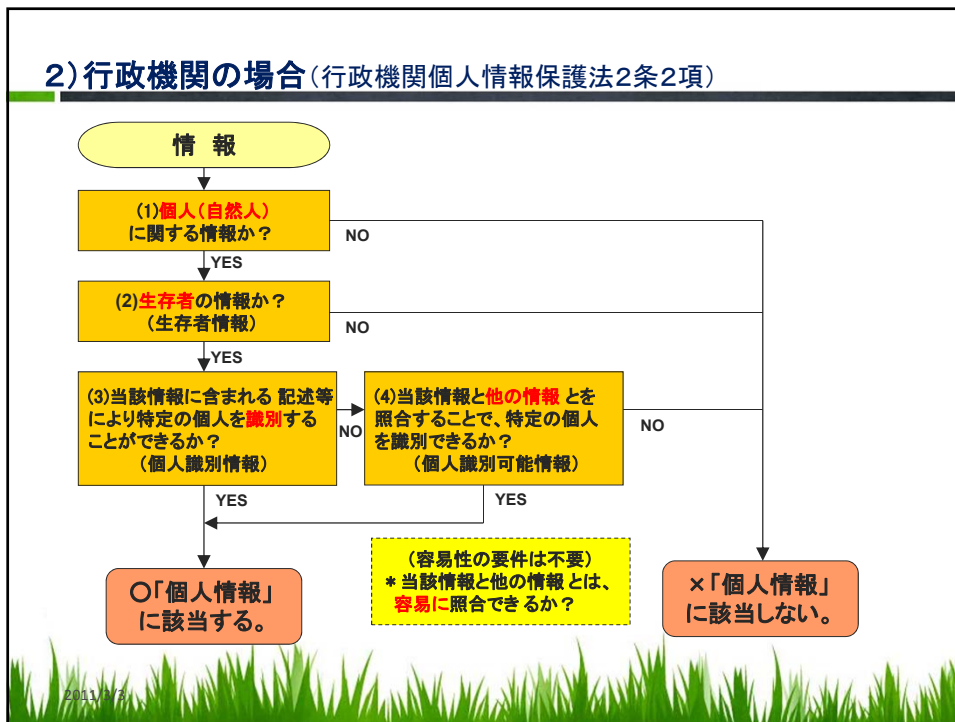 2)行政機関の場合(行政機関個人情報保護法2条2項)
情 報
(1)個人(自然人)
に関する情報か?
NO
YES
(2)生存者の情報か?
(生存者情報)
NO
YES
(3)当該情報に含まれる 記述等
により特定の個人を識別する
ことができるか?
(個人識別情報)
NO
(4)当該情報と他の情報 とを
照合することで、特定の個人
を識別できるか?
(個人識別可能情報)
NO
YES
YES
(容易性の要件は不要)
*当該情報と他の情報 とは、
容易に照合できるか?
○「個人情報」
に該当する。
×「個人情報」
に該当しない。
2011/3/3